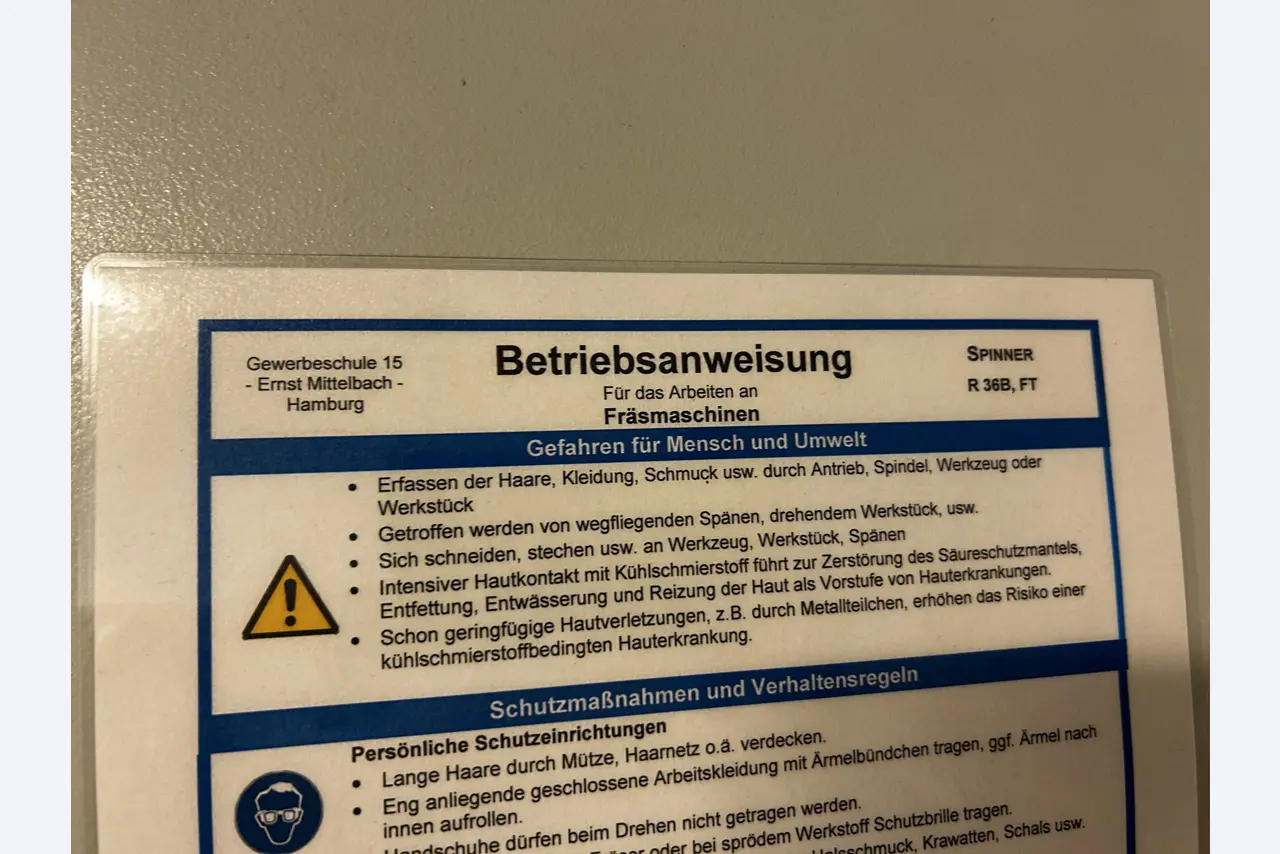 Gewerbeschule 15
- Ernst Mittelbach -
Hamburg
Betriebsanweisung
Für das Arbeiten an
Fräsmaschinen
SPINNER
R 36B, FT
Gefahren für Mensch und Umwelt
• Erfassen der Haare, Kleidung, Schmuck usw. durch Antrieb, Spindel, Werkzeug oder
Werkstück
• Getroffen werden von wegfliegenden Spänen, drehendem Werkstück, usw.
• Sich schneiden, stechen usw. an Werkzeug, Werkstück, Spänen
• Intensiver Hautkontakt mit Kühlschmierstoff führt zur Zerstörung des Säureschutzmantels,
Entfettung, Entwässerung und Reizung der Haut als Vorstufe von Hauterkrankungen.
• Schon geringfügige Hautverletzungen, z.B. durch Metallteilchen, erhöhen das Risiko einer
kühlschmierstoffbedingten Hauterkrankung.
Schutzmaßnahmen und Verhaltensregeln
Persönliche Schutzeinrichtungen
• Lange Haare durch Mütze, Haarnetz o.ä. verdecken.
• Eng anliegende geschlossene Arbeitskleidung mit Ärmelbündchen tragen, ggf. Ärmel nach
innen aufrollen.
Handschuhe dürfen beim Drehen nicht getragen werden.
oder bei sprödem Werkstoff Schutzbrille tragen.
Halsschmuck, Krawatten, Schals usw.